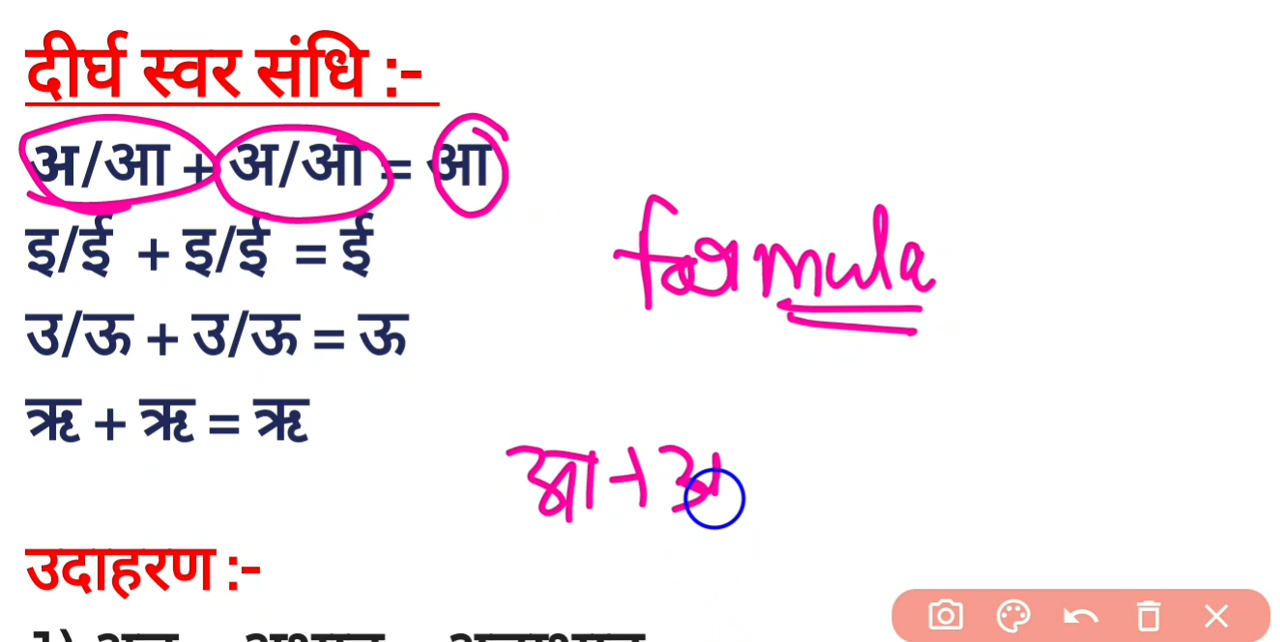 दीर्घ स्वर संधि :-
अ/आ + अ/आ = आ
इ/ई + इ/ई = ई
formula
उ/ऊ + उ/ऊ = ऊ
ऋ + ऋ = ऋ
आ + अ
उदाहरण :-